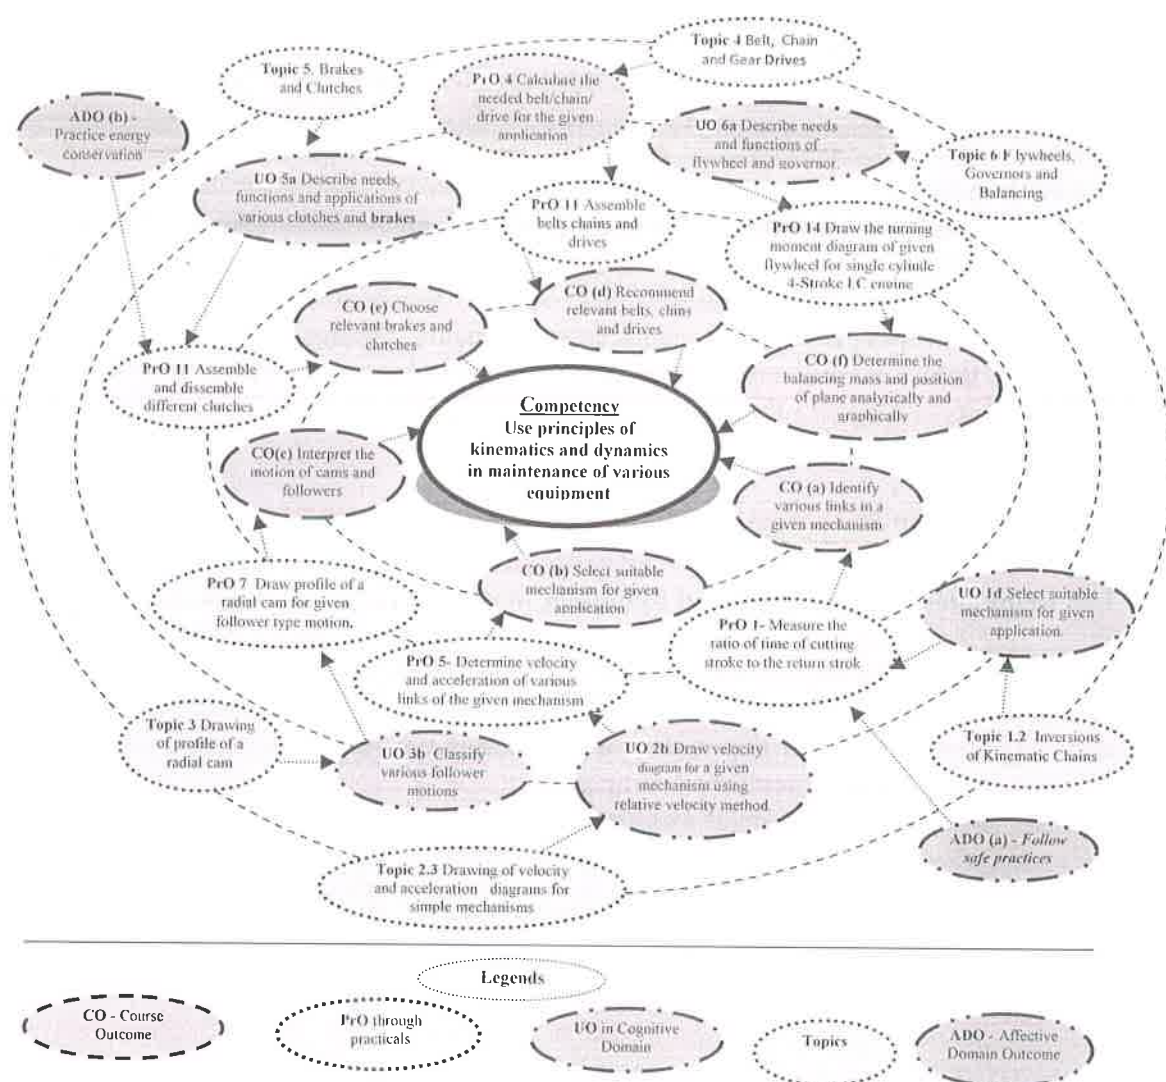 Topic 4 Belt, Chain
and Gear Drives
Topic 5. Brakes
and Clutches
PrO 4 Calculate the
needed belt/chain/
drive for the given
application
ADO (b) -
Practice energy
conservation
UO 6a Describe needs
and functions of
flywheel and governor
Topic 6 Flywheels,
Governors and
Balancing
UO 5a Describe needs,
functions and applications of
various clutches and brakes
PrO 11 Assemble
belts chains and
drives
PrO 14 Draw the turning
moment diagram of given
flywheel for single cylinde
4-Stroke I.C engine
CO (e) Choose
relevant brakes and
clutches
CO (d) Recommend
relevant belts, chins
and drives
PrO 11 Assemble
and dissemble
different clutches
CO (f) Determine the
balancing mass and position
of plane analytically and
graphically
Competency
Use principles of
kinematics and dynamics
in maintenance of various
equipment
CO(c) Interpret the
motion of cams and
followers
CO (a) Identify
various links in a
given mechanism
PrO 7 Draw profile of a
radial cam for given
follower type motion.
CO (b) Select suitable
mechanism for given
application
UO 1d Select suitable
mechanism for given
application
PrO 1- Measure the
ratio of time of cutting
stroke to the return strok
PrO 5- Determine velocity
and acceleration of various
links of the given mechanism
Topic 3 Drawing
of profile of a
radial cam
UO 3b Classify
various follower
motions
UO 2b Draw velocity
diagram for a given
mechanism using
relative velocity method
Topic 1.2 Inversions
of Kinematic Chains
ADO (a) - Follow
safe practices
Topic 2.3 Drawing of velocity
and acceleration diagrams for
simple mechanisms
Legends
CO - Course
Outcome
PrO through
practicals
UO in Cognitive
Domain
Topics
ADO - Affective
Domain Outcome